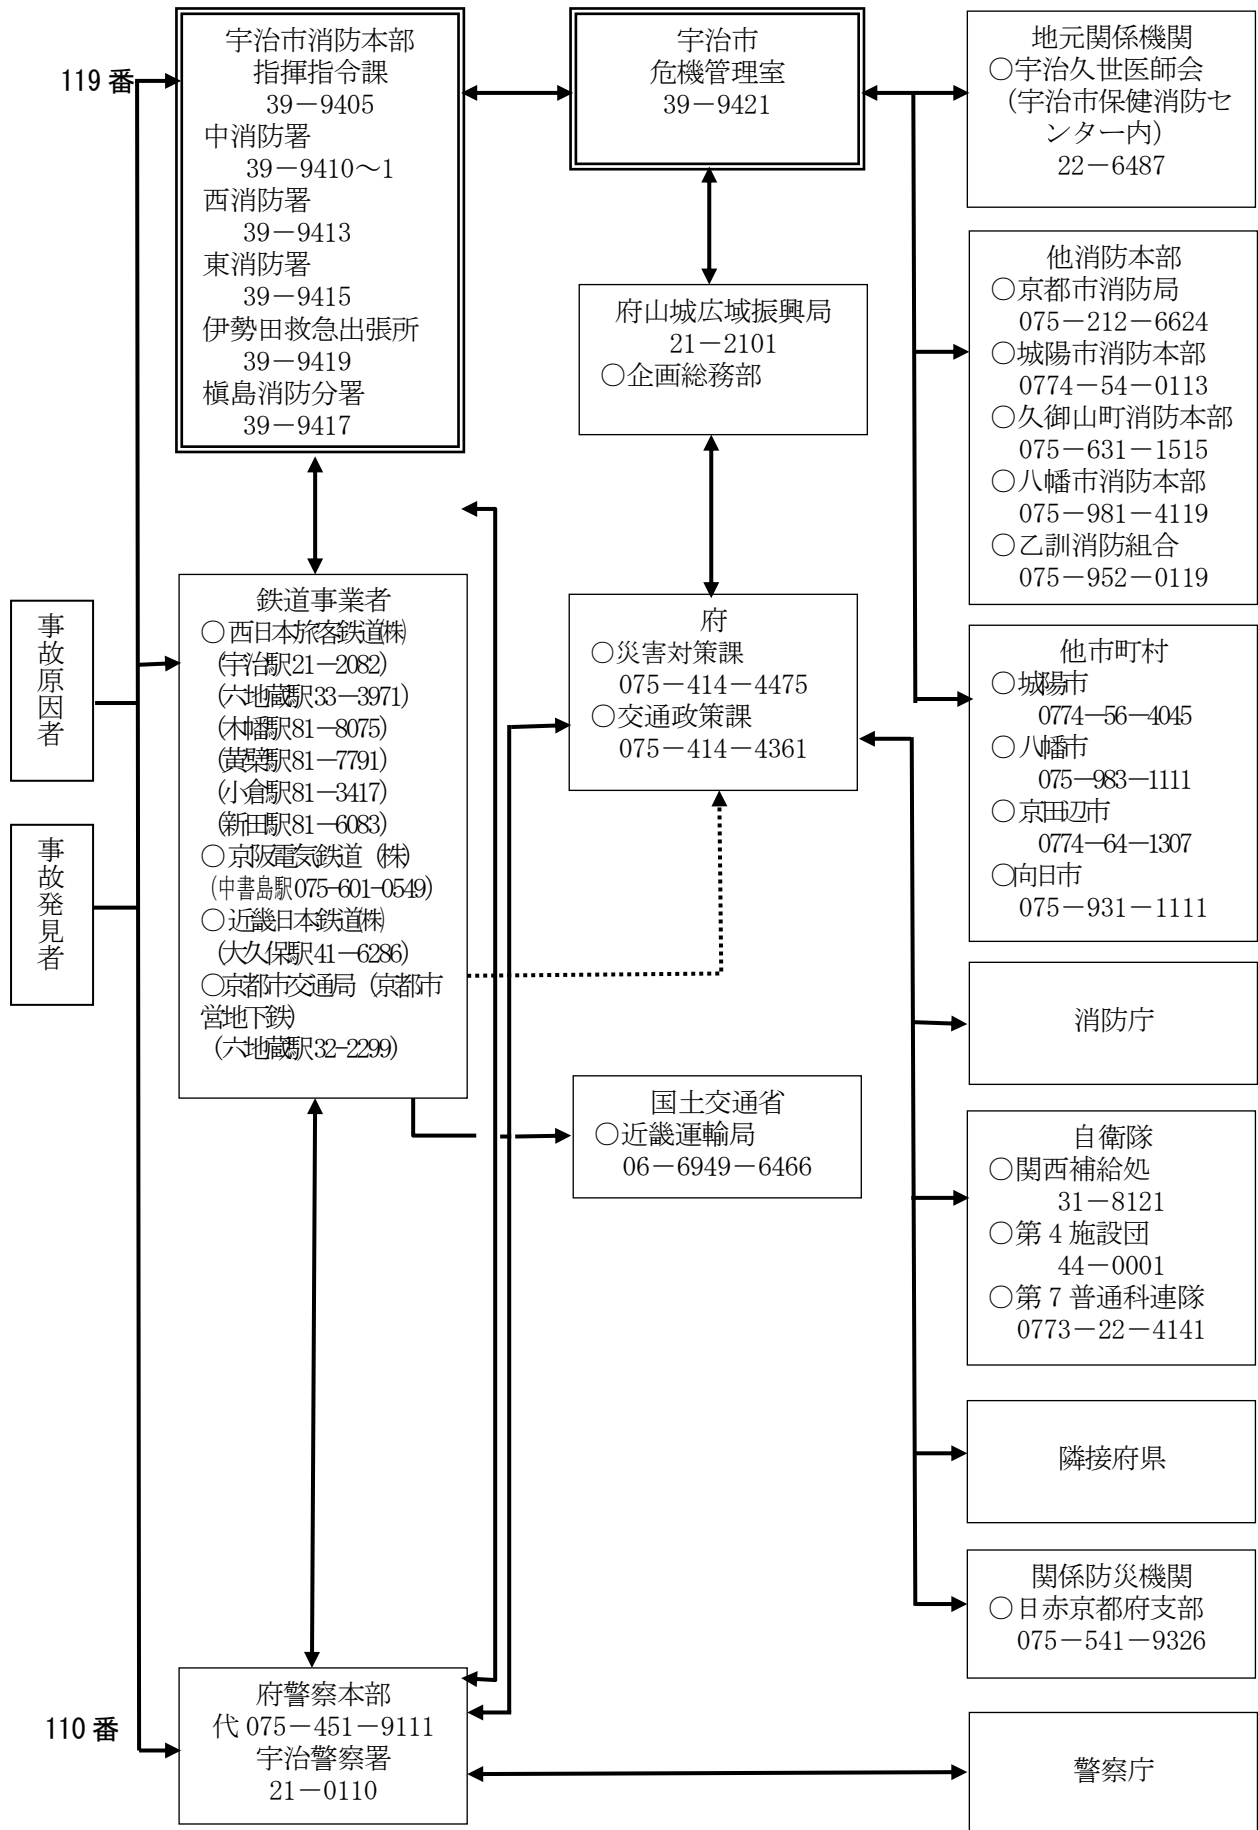 119 番
宇治市消防本部
指揮指令課
39－9405
中消防署
39－9410～1
西消防署
39－9413
東消防署
39－9415
伊勢田救急出張所
39－9419
槇島消防分署
39－9417
宇治市
危機管理室
39－9421
地元関係機関
○宇治久世医師会
（宇治市保健消防セ
ンター内）
22－6487
他消防本部
○京都市消防局
075－212－6624
○城陽市消防本部
0774－54－0113
○久御山町消防本部
075－631－1515
○八幡市消防本部
075－981－4119
○乙訓消防組合
075－952－0119
府山城広域振興局
21－2101
○企画総務部
事故原因者
事故発見者
鉄道事業者
○西日本旅客鉄道㈱
（宇治駅21－2082）
（六地蔵駅33－3971）
（木幡駅81－8075）
（黄檗駅81－7791）
（小倉駅81－3417）
（新田駅81－6083）
○京阪電気鉄道（株）
（中書島駅075-601-0549）
○近畿日本鉄道㈱
（大久保駅41－6286）
○京都市交通局（京都市
営地下鉄）
（六地蔵駅32-2299）
府
○災害対策課
075－414－4475
○交通政策課
075－414－4361
他市町村
○城陽市
0774－56－4045
○八幡市
075－983－1111
○京田辺市
0774－64－1307
○向日市
075－931－1111
消防庁
国土交通省
○近畿運輸局
06－6949－6466
自衛隊
○関西補給処
31－8121
○第4施設団
44－0001
○第7普通科連隊
0773－22－4141
隣接府県
関係防災機関
○日赤京都府支部
075－541－9326
110 番
府警察本部
代 075－451－9111
宇治警察署
21－0110
警察庁